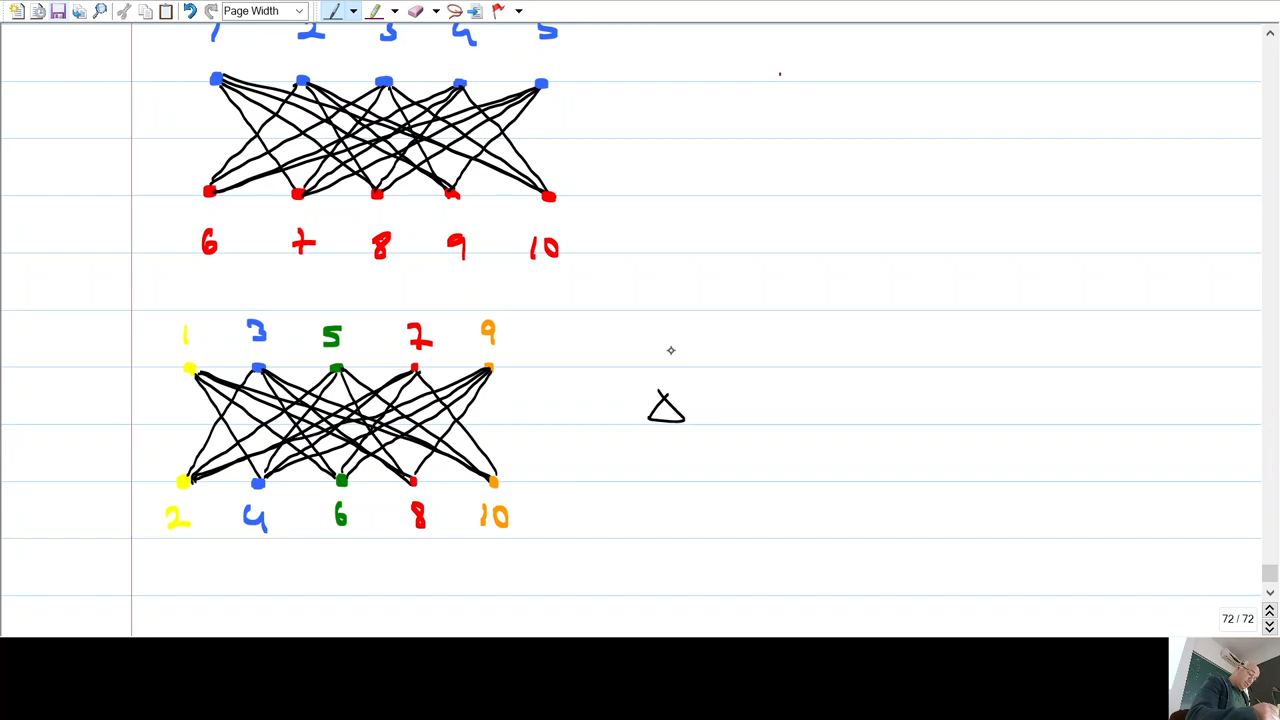 Page Width
1 2 3 4 5
6 7 8 9 10
1 3 5 7 9
Δ
2 4 6 8 10
72 / 72